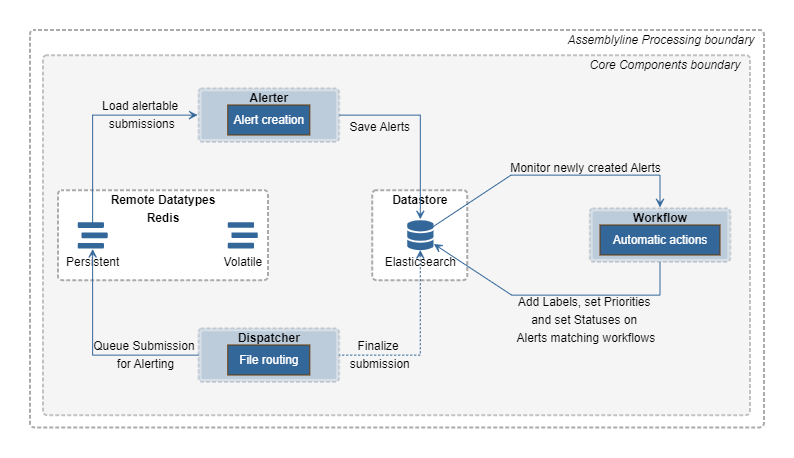 Assemblyline Processing boundary
Core Components boundary
Alerter
Alert creation
Load alertable
submissions
Save Alerts
Monitor newly created Alerts
Remote Datatypes
Redis
Persistent
Volatile
Datastore
Elasticsearch
Workflow
Automatic actions
Add Labels, set Priorities
and set Statuses on
Alerts matching workflows
Queue Submission
for Alerting
Dispatcher
File routing
Finalize
submission